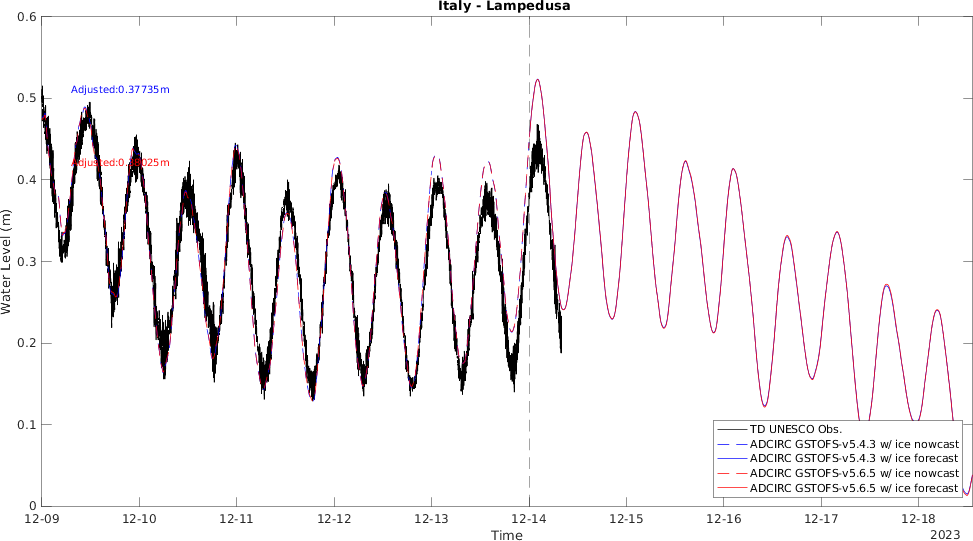 Italy - Lampedusa
Water Level (m)
0.6
0.5
0.4
0.3
0.2
0.1
0
Adjusted:0.37735m
12-09
12-10
12-11
12-12
12-13
12-14
12-15
12-16
12-17
12-18
Time
2023
TD UNESCO Obs.
ADCIRC GSTOFS-v5.4.3 w/ ice nowcast
ADCIRC GSTOFS-v5.4.3 w/ ice forecast
ADCIRC GSTOFS-v5.6.5 w/ ice nowcast
ADCIRC GSTOFS-v5.6.5 w/ ice forecast